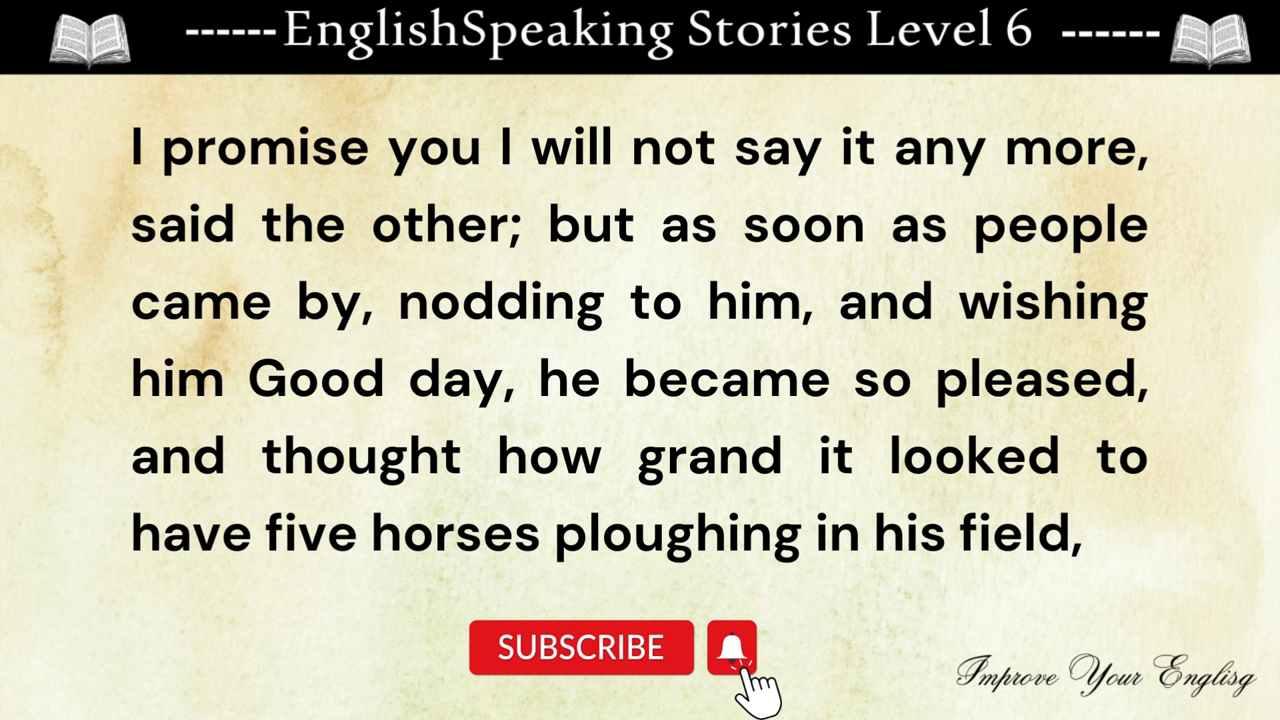 ------EnglishSpeaking Stories Level 6 ------
I promise you I will not say it any more,
said the other; but as soon as people
came by, nodding to him, and wishing
him Good day, he became so pleased,
and thought how grand it looked to
have five horses ploughing in his field,
SUBSCRIBE
Improve Your Englisg